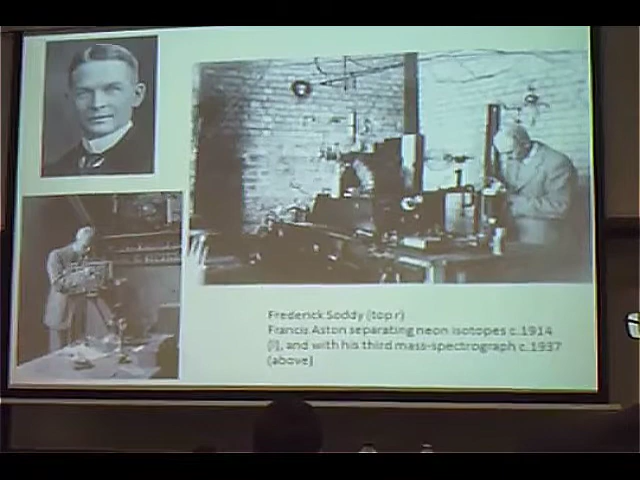 Frederick Soddy (top r)
Francis Aston separating neon isotopes c.1914
(l), and with his third mass-spectrograph c.1937
(above)